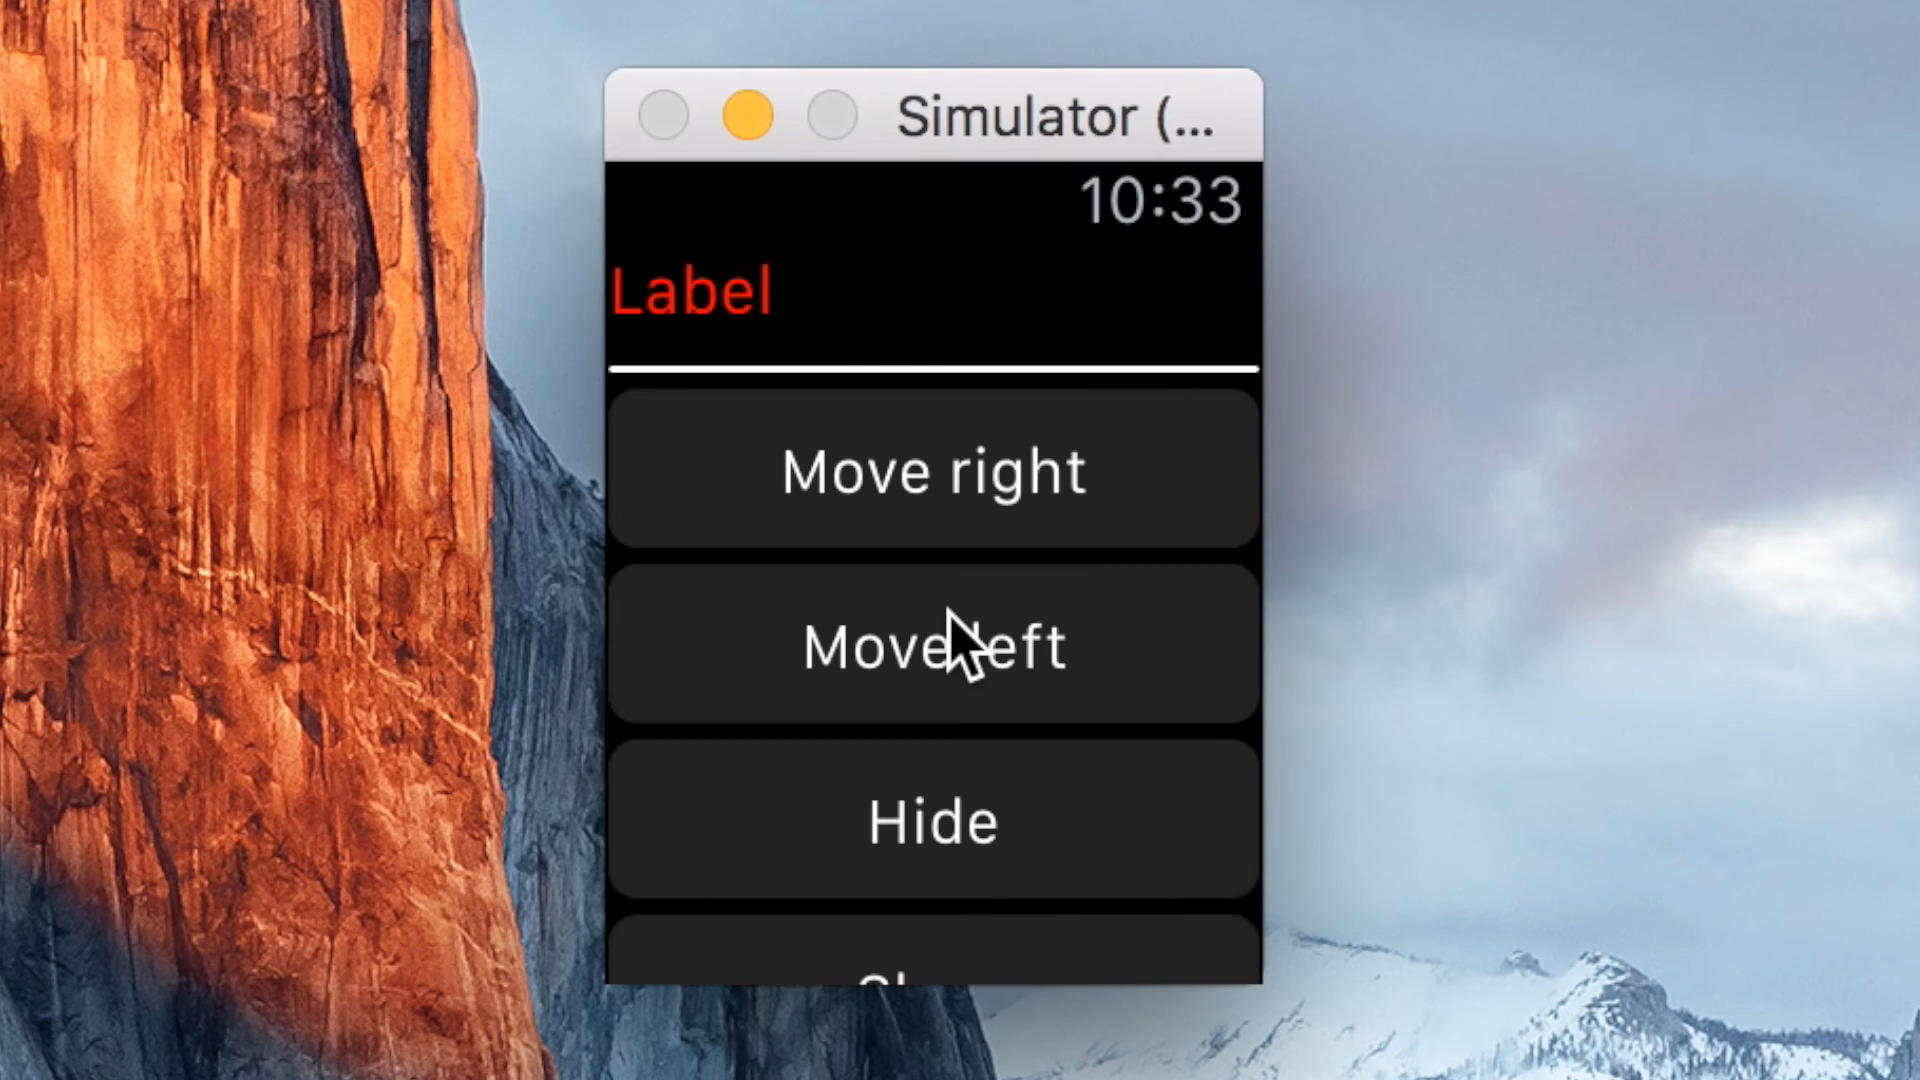 Simulator (...
10:33
Label
Move right
Move left
Hide